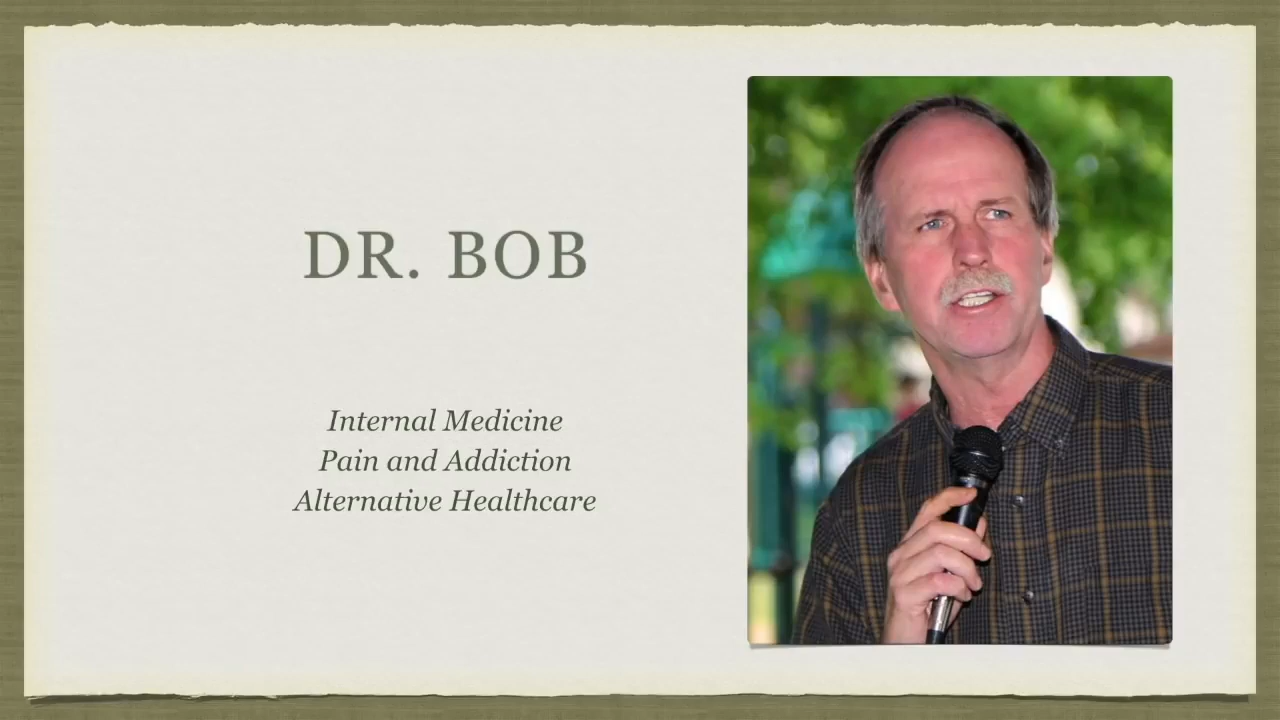 DR. BOB
Internal Medicine
Pain and Addiction
Alternative Healthcare